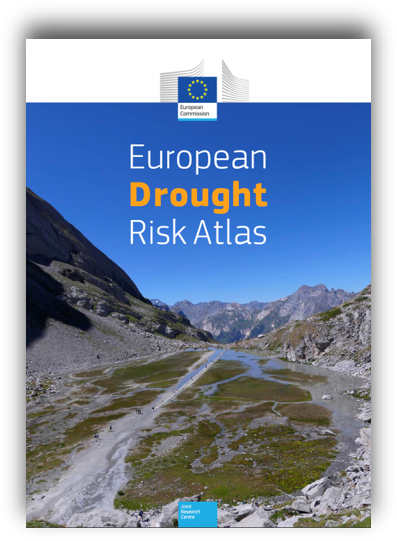 European
Commission
European
Drought
Risk Atlas
Joint
Research
Centre